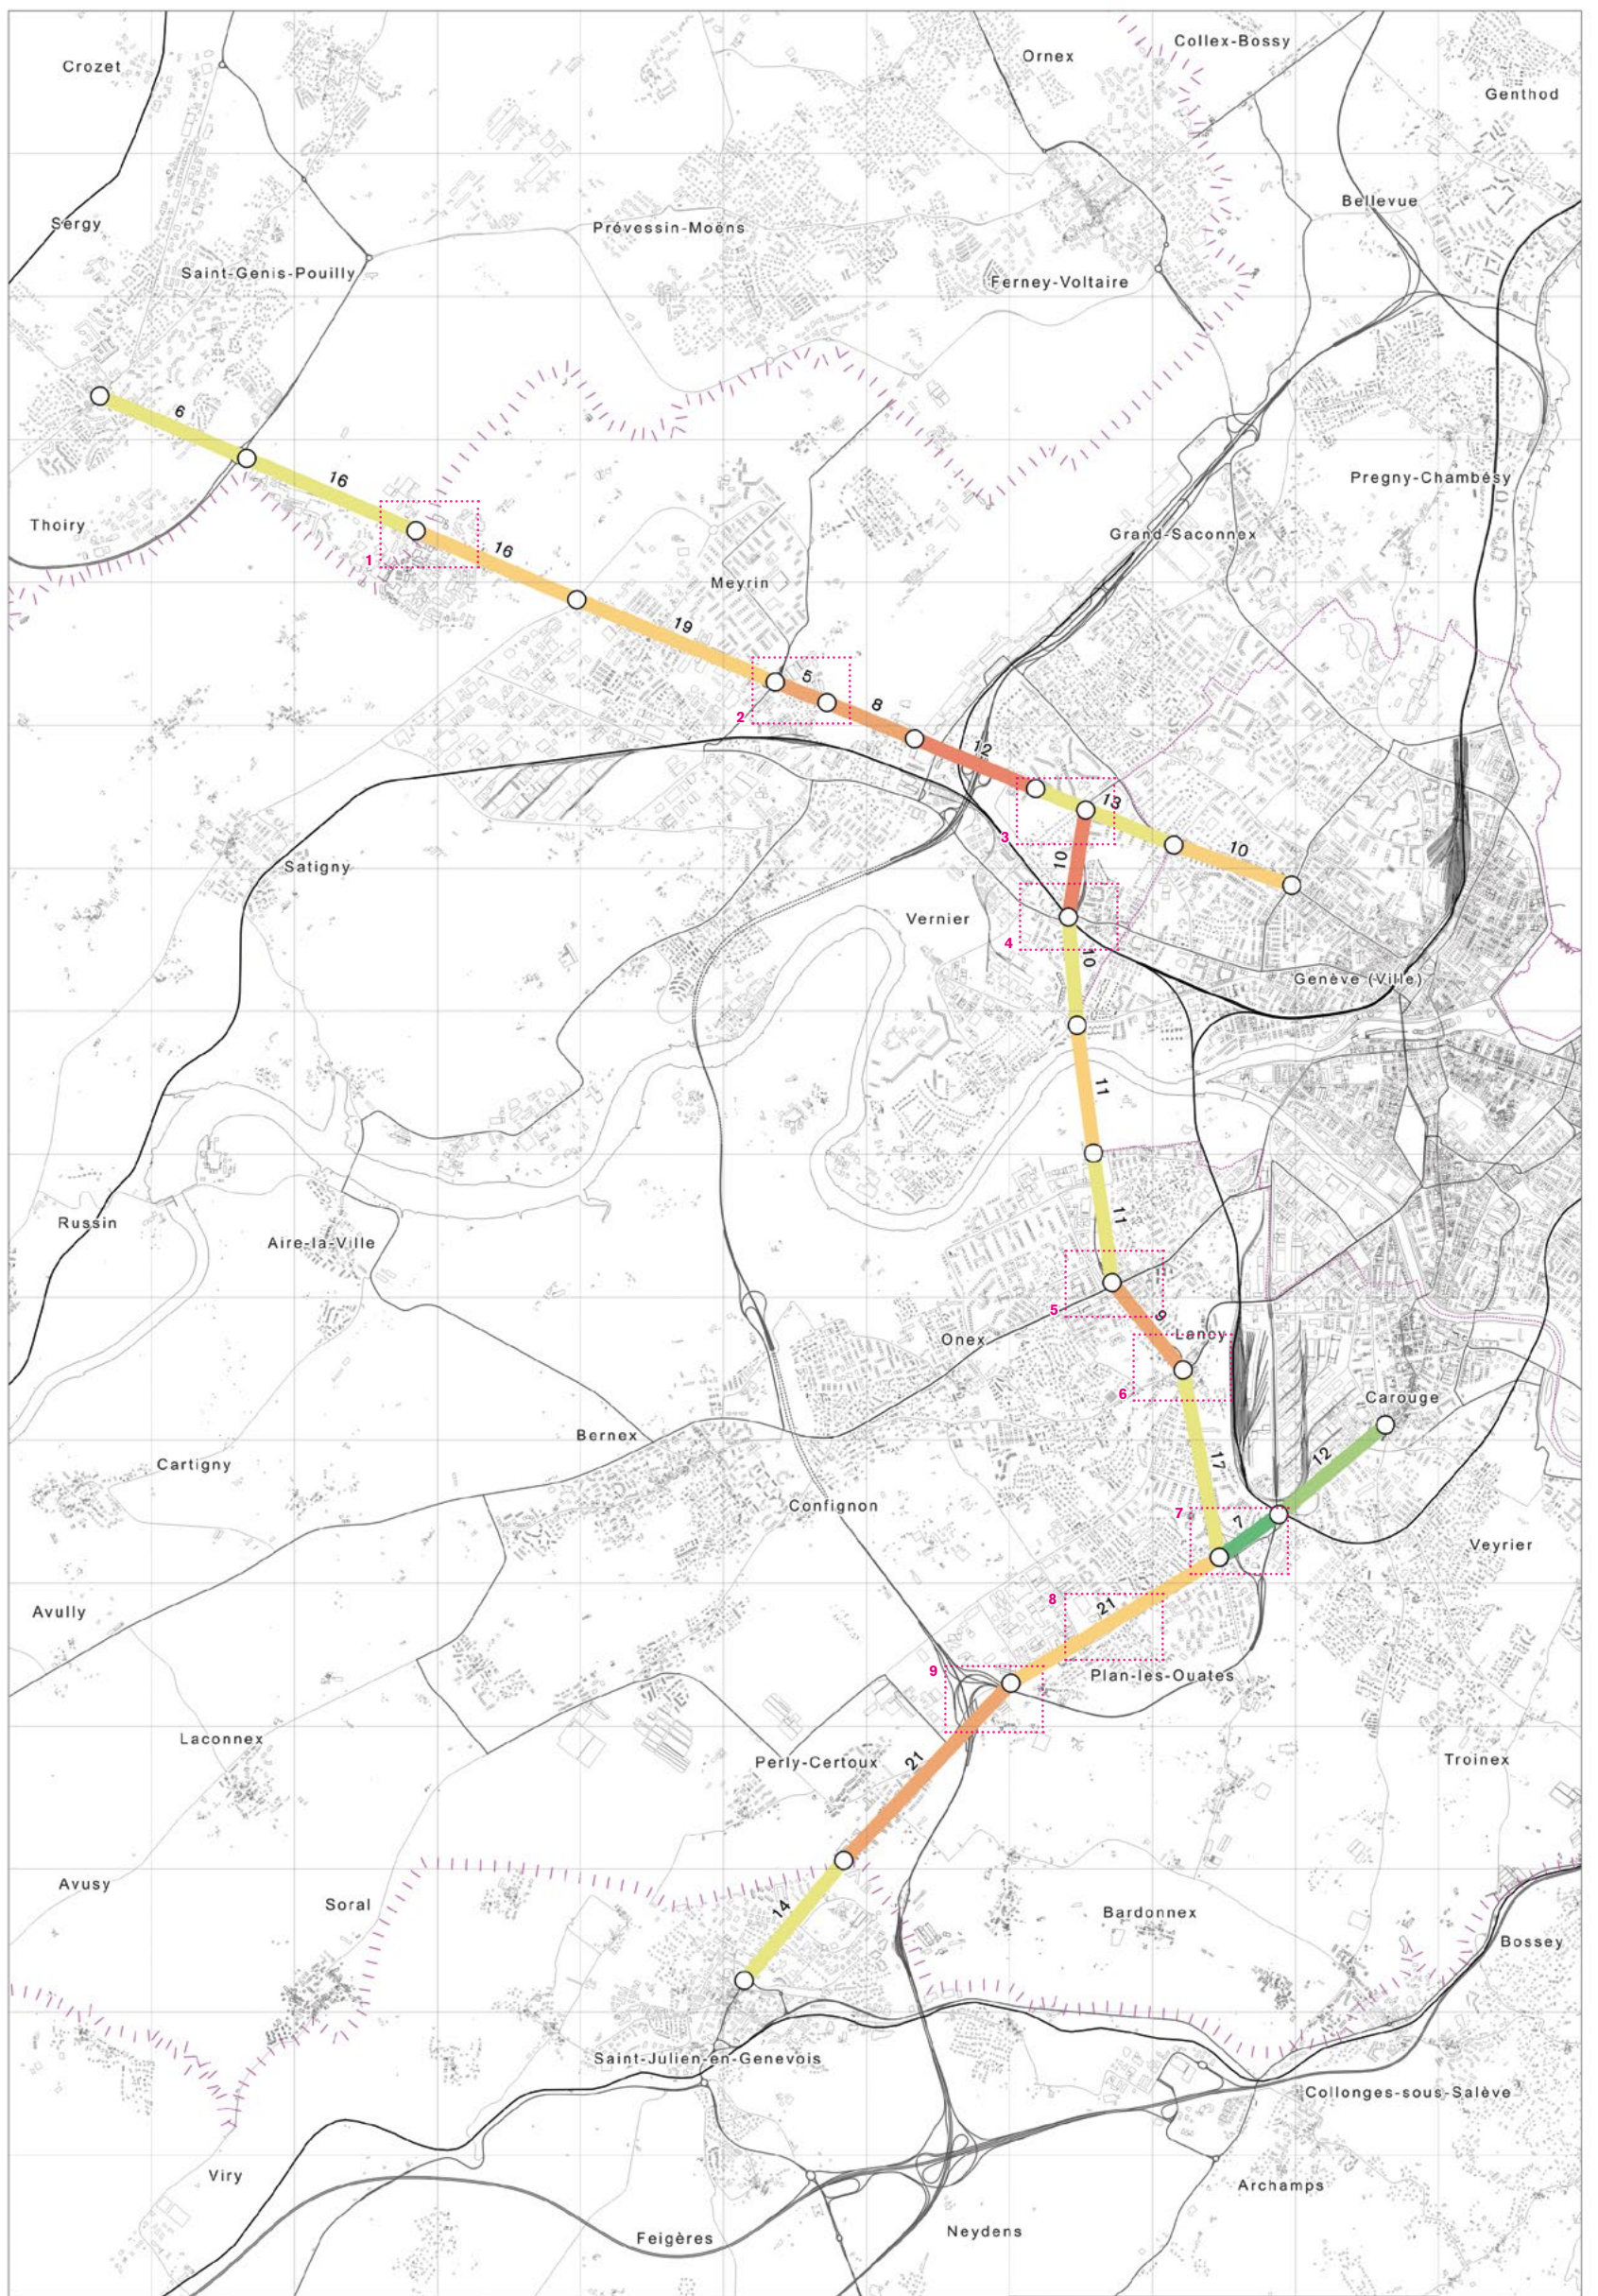 Collex-Bossy
Ornex
Crozet
Genthod
Bellevue
Sergy
Prévessin-Moëns
Saint-Genis-Pouilly
Ferney-Voltaire
6
16
Pregny-Chambésy
Thoiry
Grand-Saconnex
16
1
Meyrin
19
5
8
2
12
13
3
10
10
Satigny
Vernier
4
10
Genève (Ville)
11
11
Russin
Aire-la-Ville
5
9
Onex
Lancy
6
Carouge
Bernex
12
17
Cartigny
Confignon
7
7
Veyrier
8
21
Avully
9
Plan-les-Ouates
Laconnex
21
Perly-Certoux
Troinex
Avusy
Soral
14
Bardonnex
Bossey
Saint-Julien-en-Genevois
Collonges-sous-Salève
Viry
Archamps
Neydens
Feigères